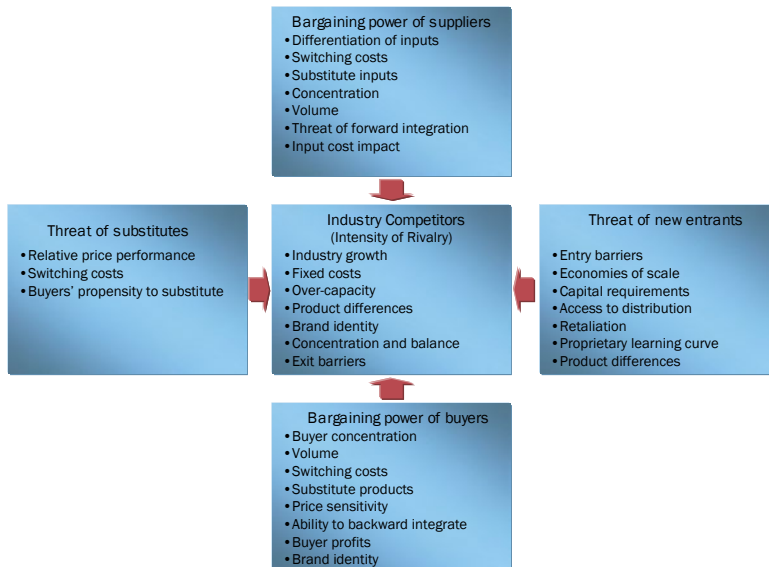 Bargaining power of suppliers
•Differentiation of inputs
•Switching costs
•Substitute inputs
•Concentration
•Volume
•Threat of forward integration
•Input cost impact
Threat of substitutes
•Relative price performance
•Switching costs
•Buyers’ propensity to substitute
Industry Competitors
(Intensity of Rivalry)
•Industry growth
•Fixed costs
•Over-capacity
•Product differences
•Brand identity
•Concentration and balance
•Exit barriers
Threat of new entrants
•Entry barriers
•Economies of scale
•Capital requirements
•Access to distribution
•Retaliation
•Proprietary learning curve
•Product differences
Bargaining power of buyers
•Buyer concentration
•Volume
•Switching costs
•Substitute products
•Price sensitivity
•Ability to backward integrate
•Buyer profits
•Brand identity